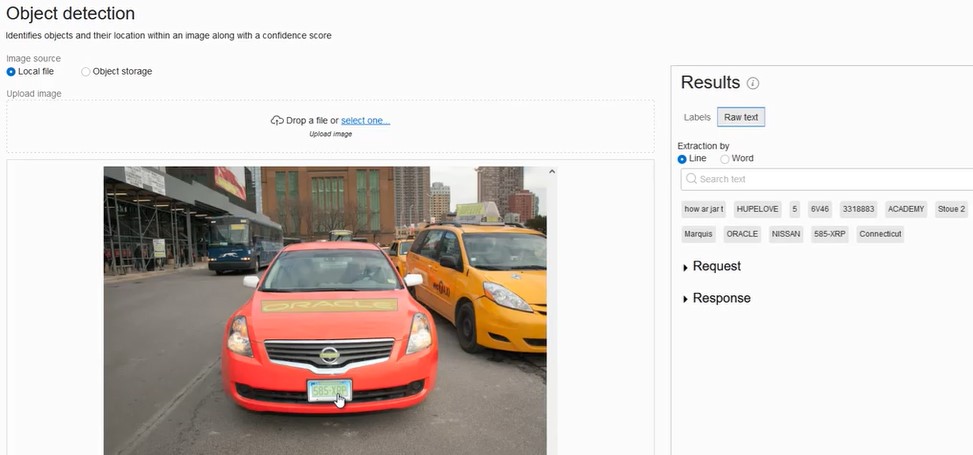 Object detection
Identifies objects and their location within an image along with a confidence score
Image source
Local file
Object storage
Upload image
Drop a file or select one...
Upload image
ORACLE
585-XRP
Results
Labels
Raw text
Extraction by
Line
Word
Search text
how ar jar t
HUPELOVE
5
6V46
3318883
ACADEMY
Stoue 2
Marquis
ORACLE
NISSAN
585-XRP
Connecticut
Request
Response